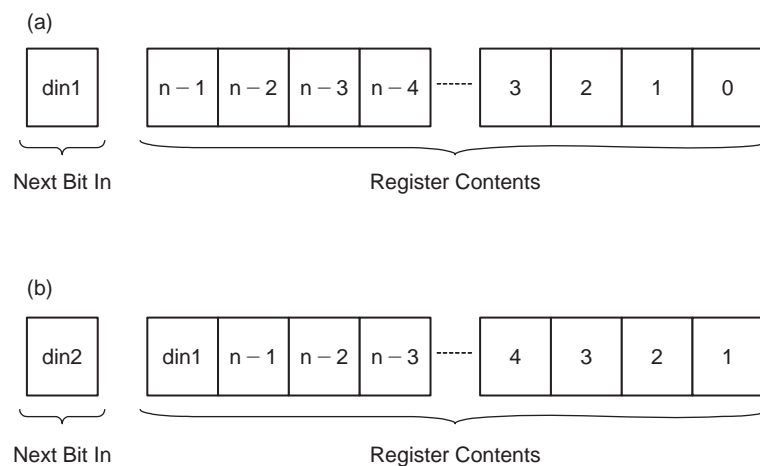 (a)
din1 n – 1 n – 2 n – 3 n – 4 3 2 1 0
Next Bit In Register Contents
(b)
din2 din1 n – 1 n – 2 n – 3 4 3 2 1
Next Bit In Register Contents